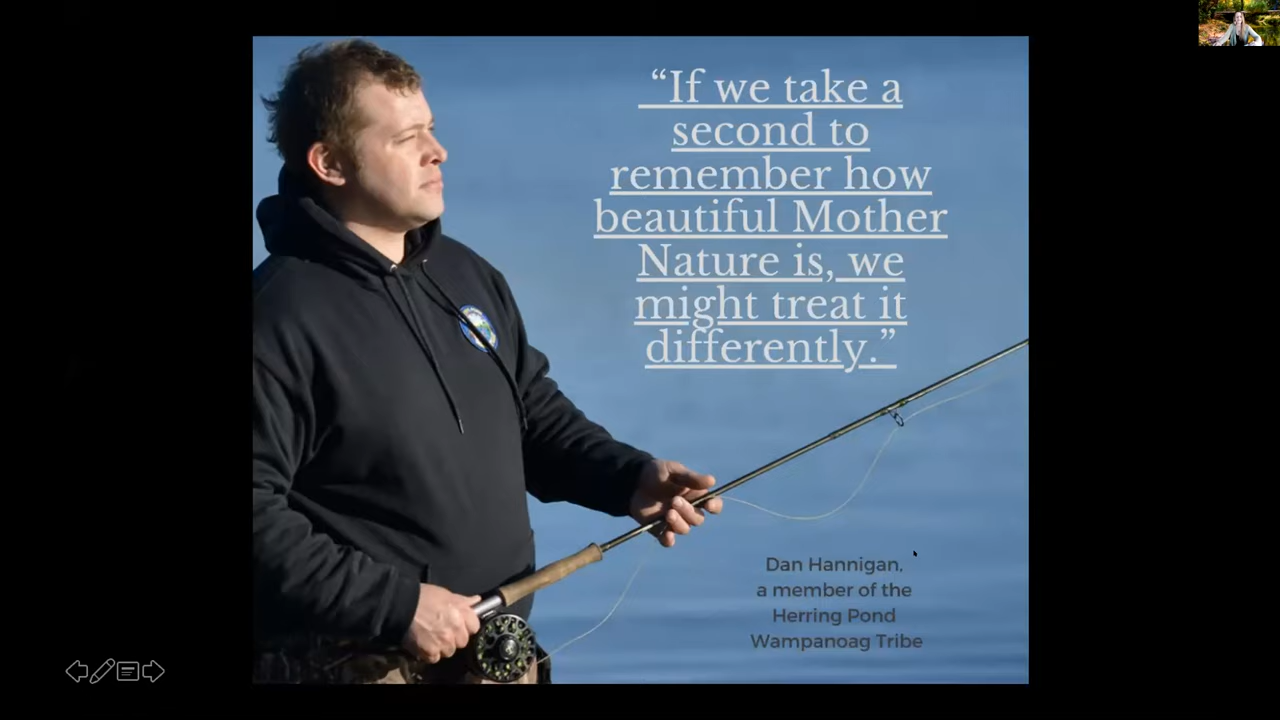 “If we take a
second to
remember how
beautiful Mother
Nature is, we
might treat it
differently.”
Dan Hannigan,
a member of the
Herring Pond
Wampanoag Tribe